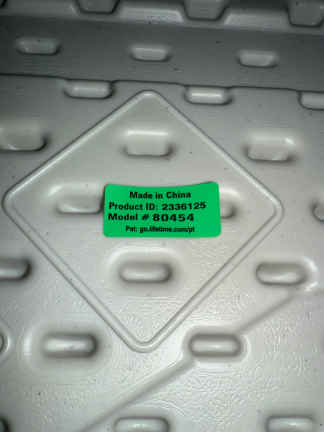 Made in China
Product ID: 2336125
Model # 80454
Pat: go.lifetime.com/pt